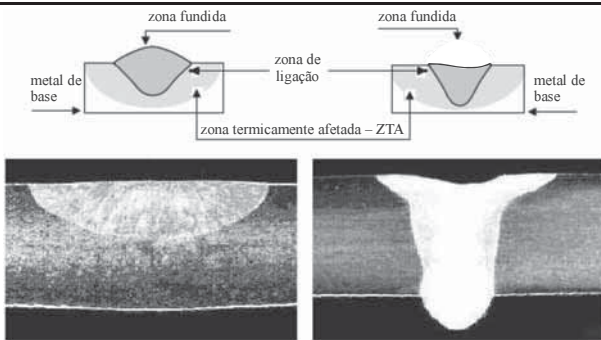 zona fundida
zona fundida
zona de
ligação
metal de
base
metal de
base
zona termicamente afetada – ZTA